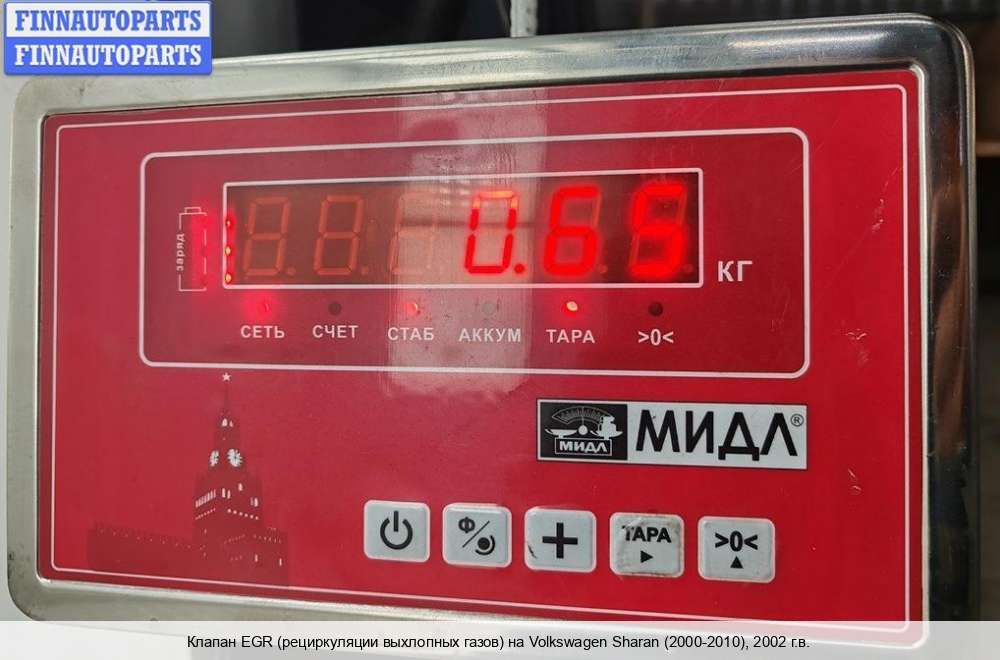 FINNAUTOPARTS
FINNAUTOPARTS
заряд
0.65
КГ
СЕТЬ СЧЕТ СТАБ АККУМ ТАРА >0<
МИДЛ МИДЛ®
Ф ТАРА >0<
Клапан EGR (рециркуляции выхлопных газов) на Volkswagen Sharan (2000-2010), 2002 г.в.